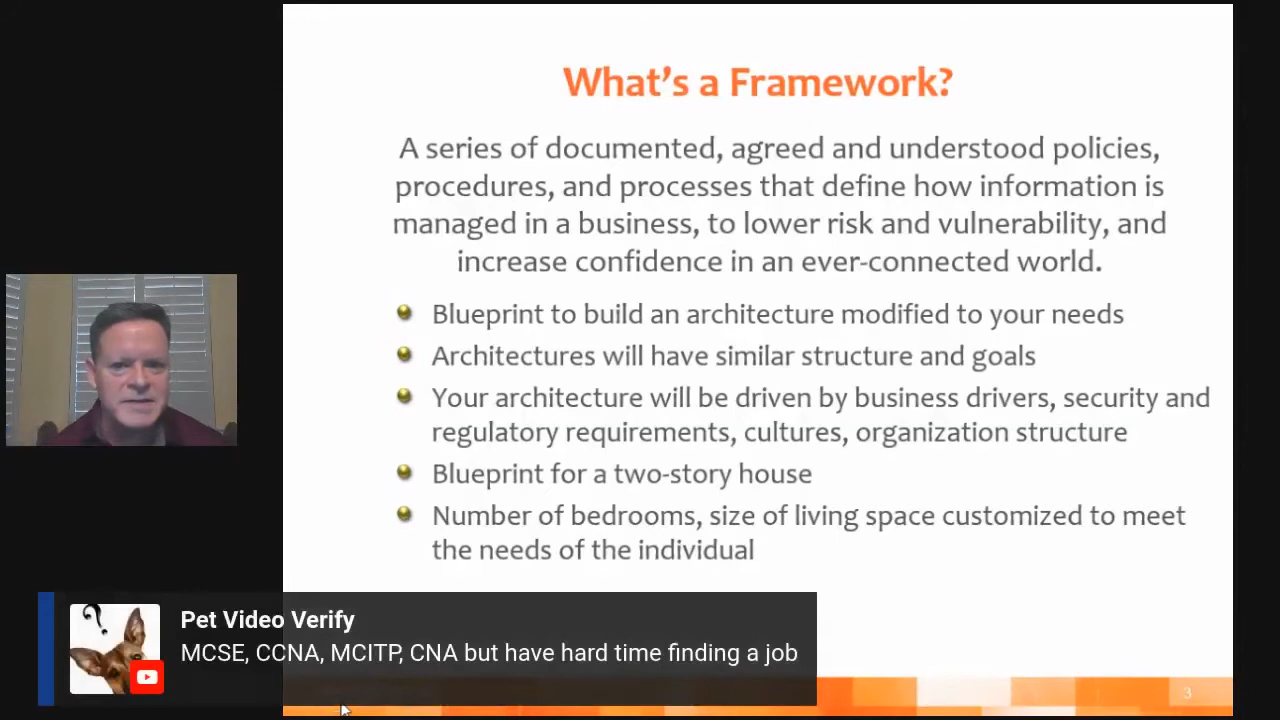 What's a Framework?
A series of documented, agreed and understood policies,
procedures, and processes that define how information is
managed in a business, to lower risk and vulnerability, and
increase confidence in an ever-connected world.
Blueprint to build an architecture modified to your needs
Architectures will have similar structure and goals
Your architecture will be driven by business drivers, security and
regulatory requirements, cultures, organization structure
Blueprint for a two-story house
Number of bedrooms, size of living space customized to meet
the needs of the individual
?
Pet Video Verify
MCSE, CCNA, MCITP, CNA but have hard time finding a job
3